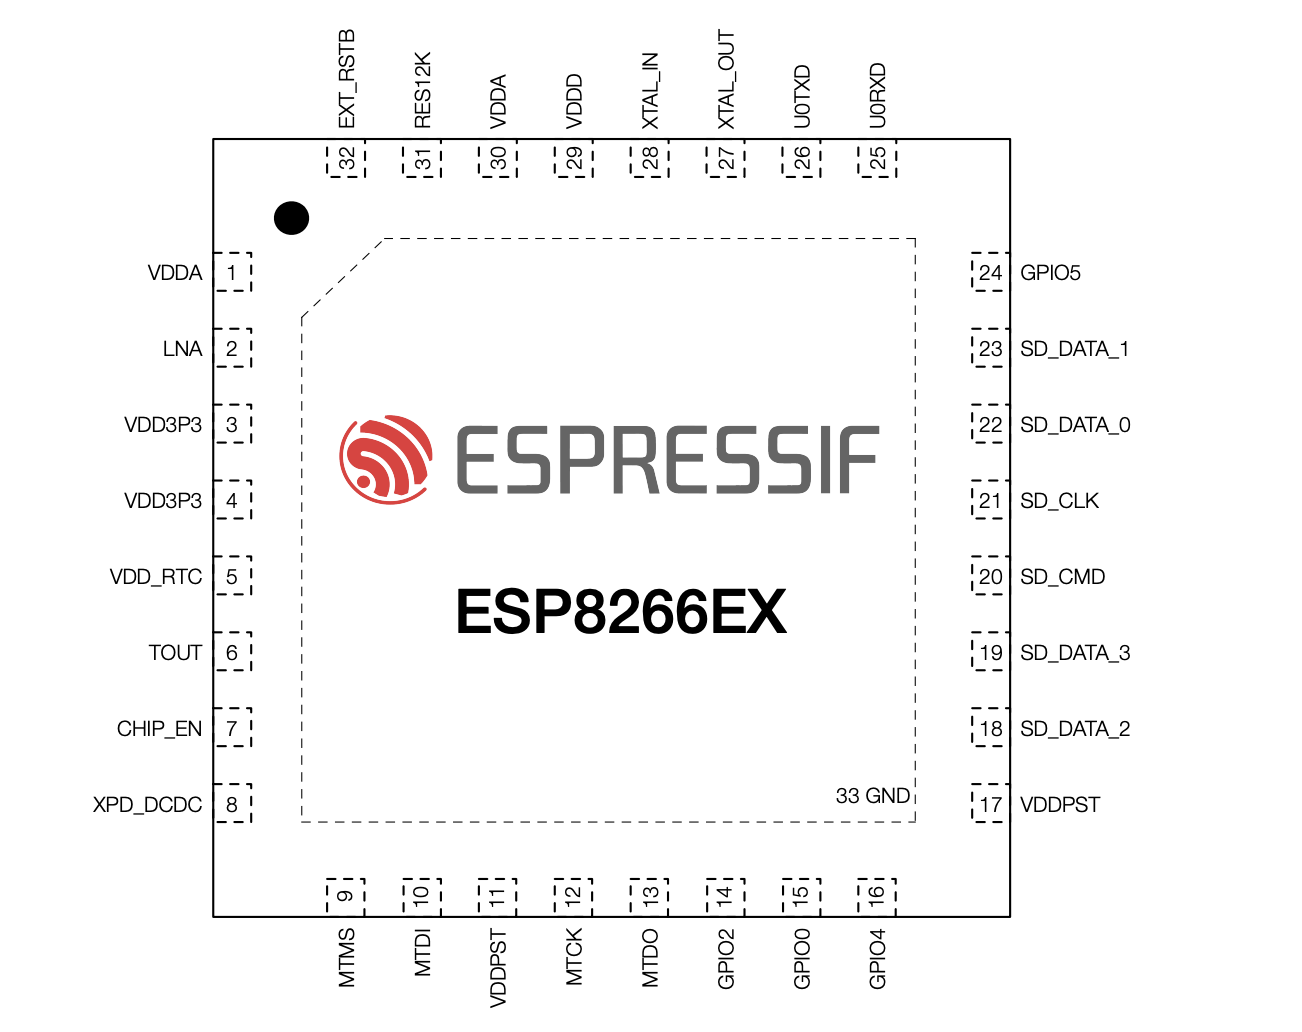 EXT_RSTB
RES12K
VDDA
VDDD
XTAL_IN
XTAL_OUT
U0TXD
U0RXD
32
31
30
29
28
27
26
25
VDDA 1
24 GPIO5
LNA 2
23 SD_DATA_1
VDD3P3 3
22 SD_DATA_0
VDD3P3 4
21 SD_CLK
ESPRESSIF
VDD_RTC 5
20 SD_CMD
ESP8266EX
TOUT 6
19 SD_DATA_3
CHIP_EN 7
18 SD_DATA_2
XPD_DCDC 8
33 GND
17 VDDPST
9
10
11
12
13
14
15
16
MTMS
MTDI
VDDPST
MTCK
MTDO
GPIO2
GPIO0
GPIO4